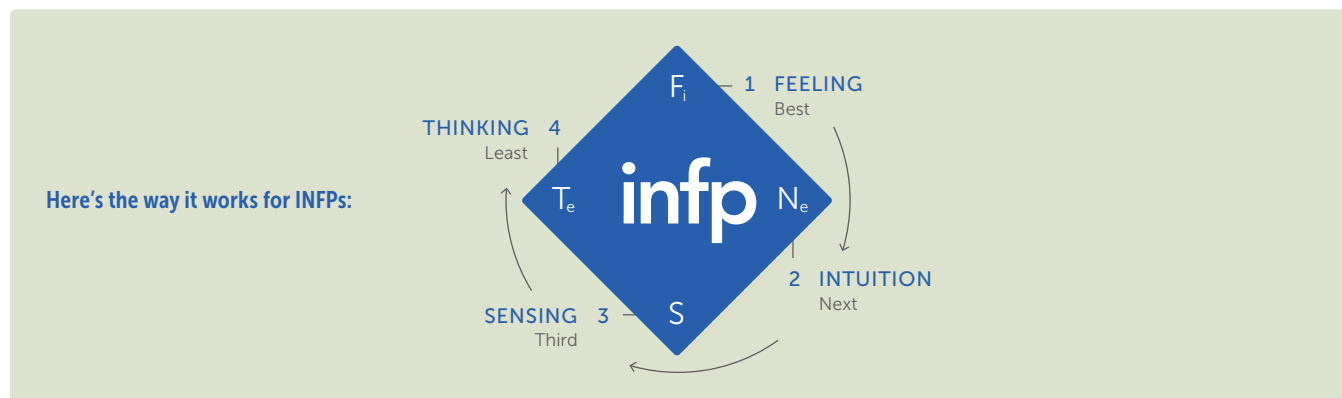 Here's the way it works for INFPs:
Fi
1 FEELING
Best
THINKING 4
Least
Te
infp
Ne
2 INTUITION
Next
SENSING 3
Third
S